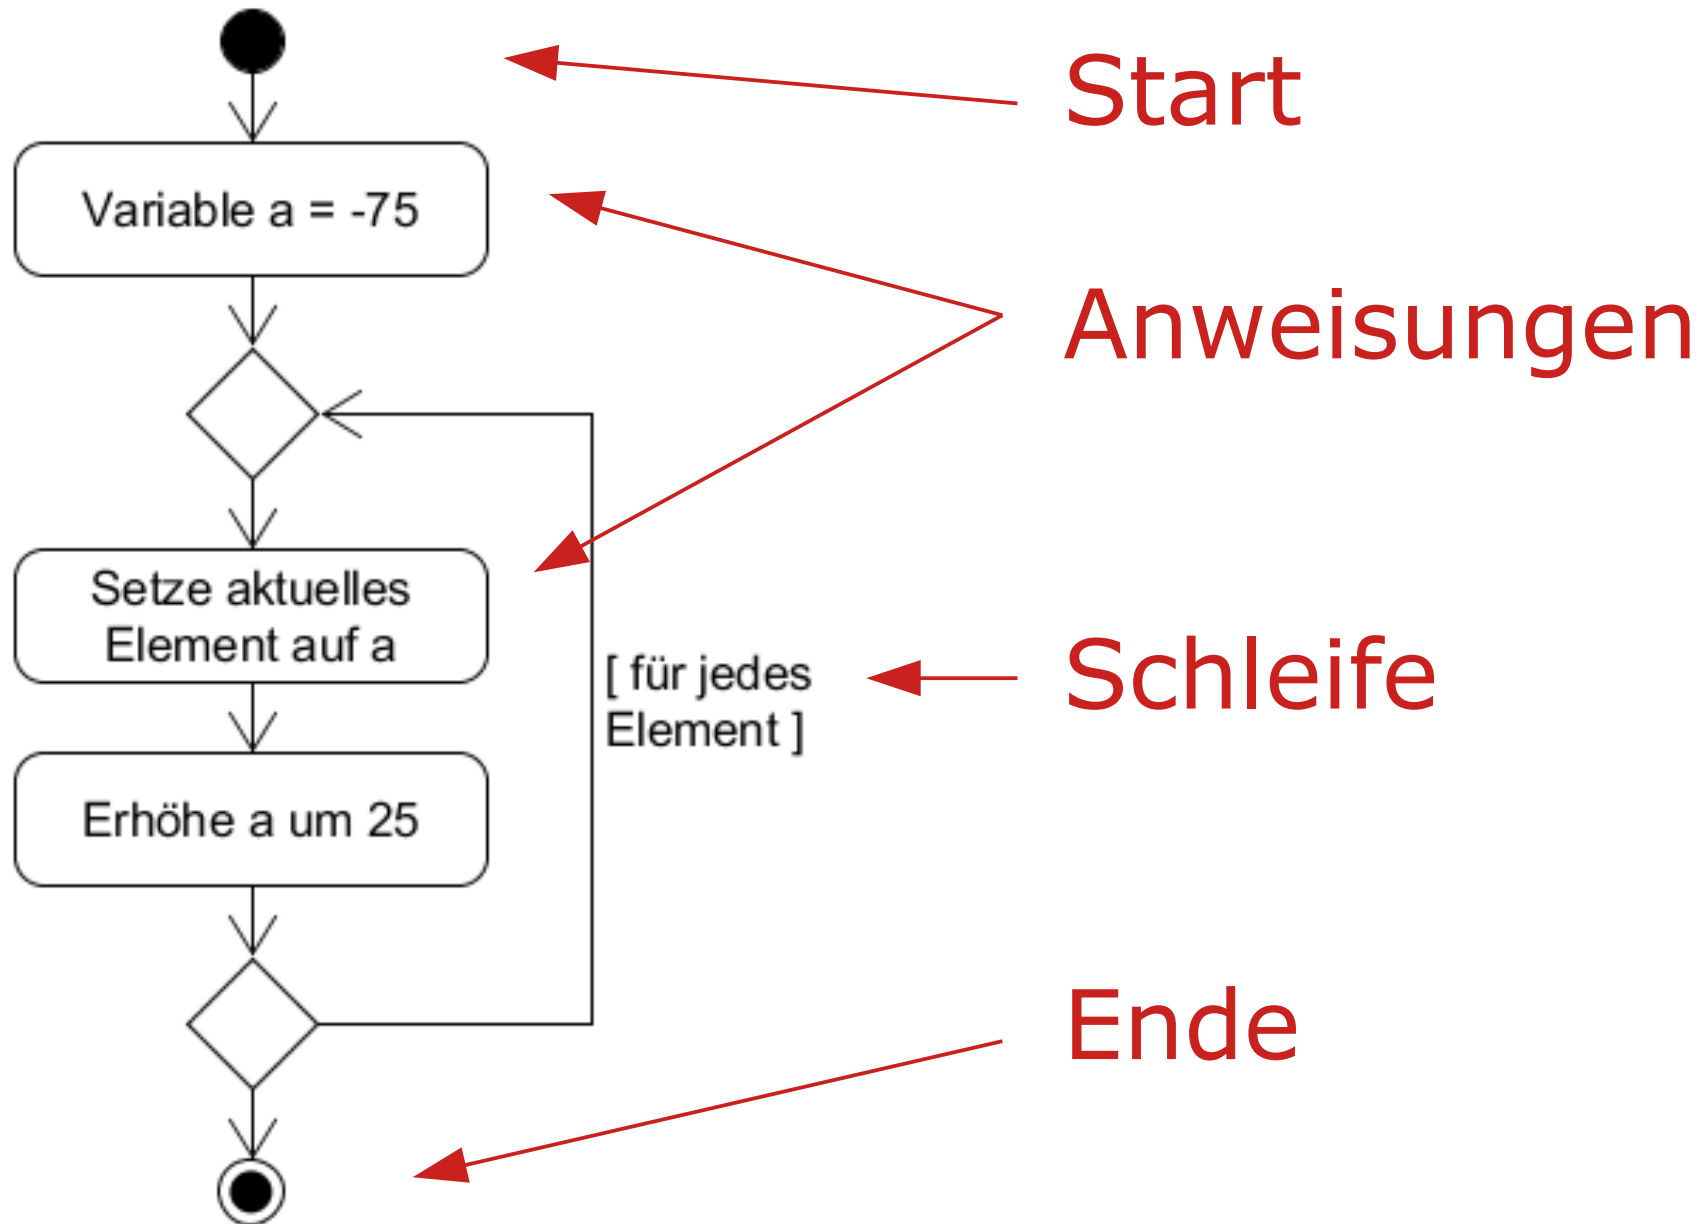 Start
Variable a = -75
Anweisungen
Setze aktuelles
Element auf a
[ für jedes
Element ]
Schleife
Erhöhe a um 25
Ende